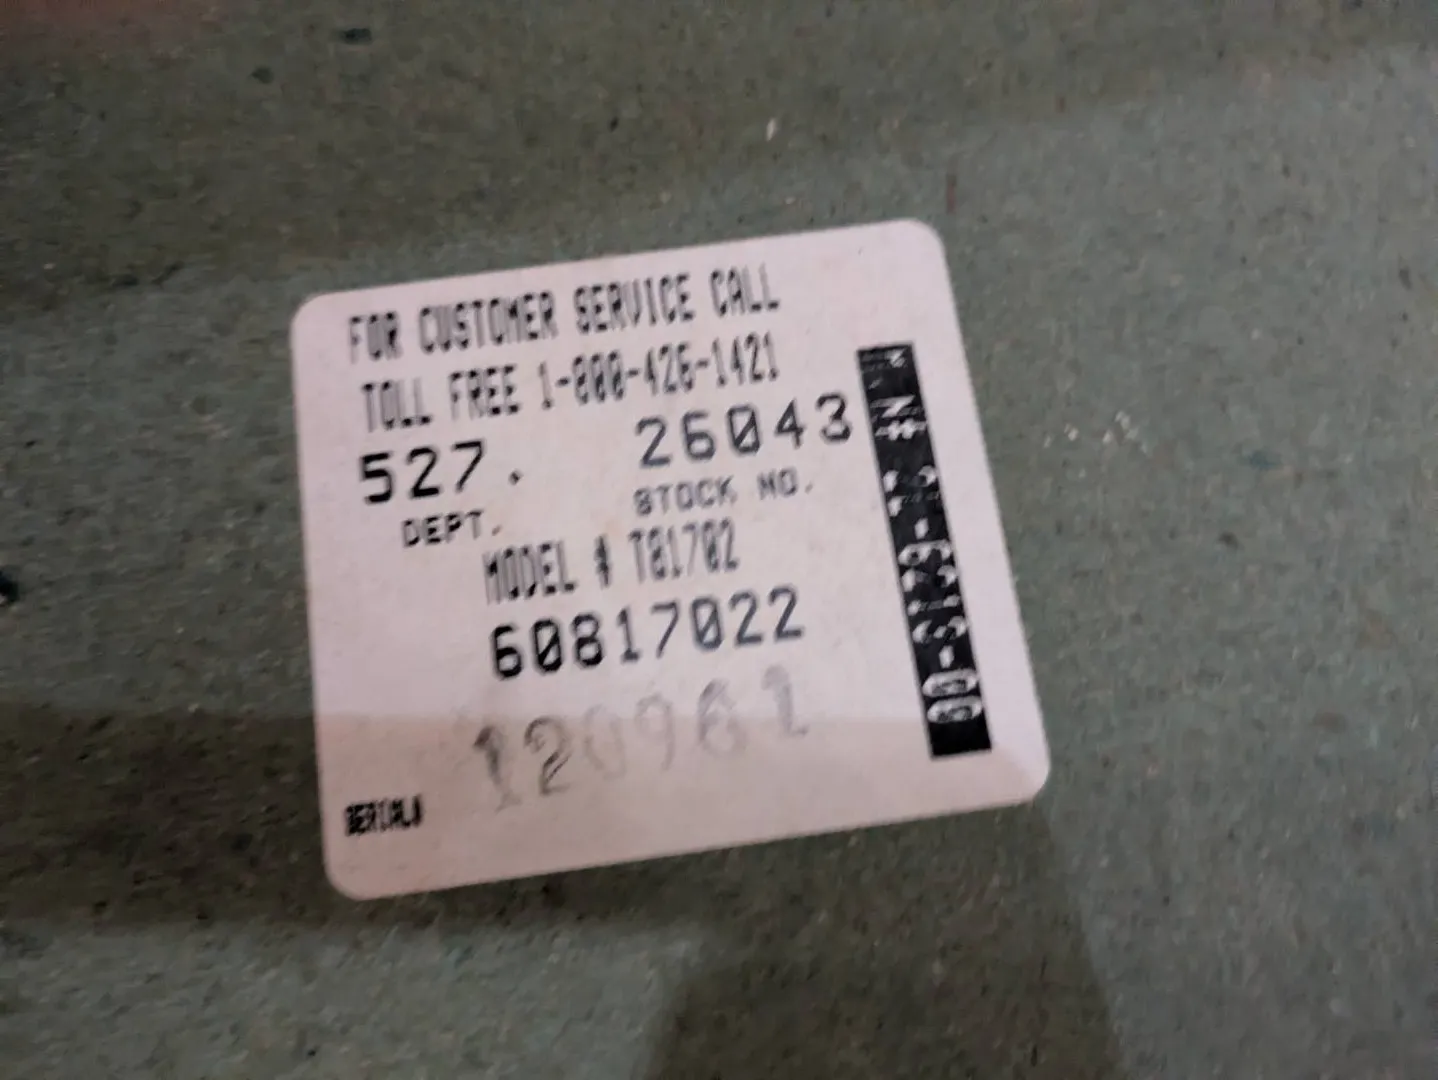 FOR CUSTOMER SERVICE CALL
TOLL FREE 1-800-426-1421
527. 26043
DEPT. STOCK NO.
MODEL # T81702
60817022
120961
SERIAL#